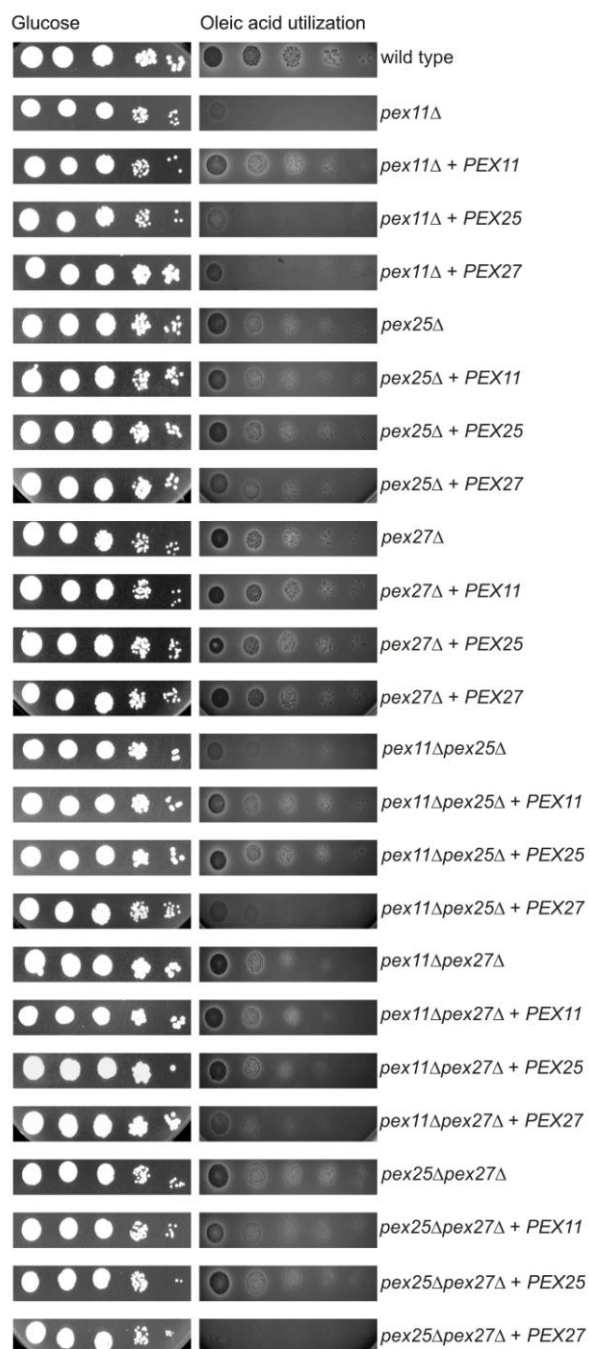 Glucose
Oleic acid utilization
wild type
pex11Δ
pex11Δ + PEX11
pex11Δ + PEX25
pex11Δ + PEX27
pex25Δ
pex25Δ + PEX11
pex25Δ + PEX25
pex25Δ + PEX27
pex27Δ
pex27Δ + PEX11
pex27Δ + PEX25
pex27Δ + PEX27
pex11Δpex25Δ
pex11Δpex25Δ + PEX11
pex11Δpex25Δ + PEX25
pex11Δpex25Δ + PEX27
pex11Δpex27Δ
pex11Δpex27Δ + PEX11
pex11Δpex27Δ + PEX25
pex11Δpex27Δ + PEX27
pex25Δpex27Δ
pex25Δpex27Δ + PEX11
pex25Δpex27Δ + PEX25
pex25Δpex27Δ + PEX27